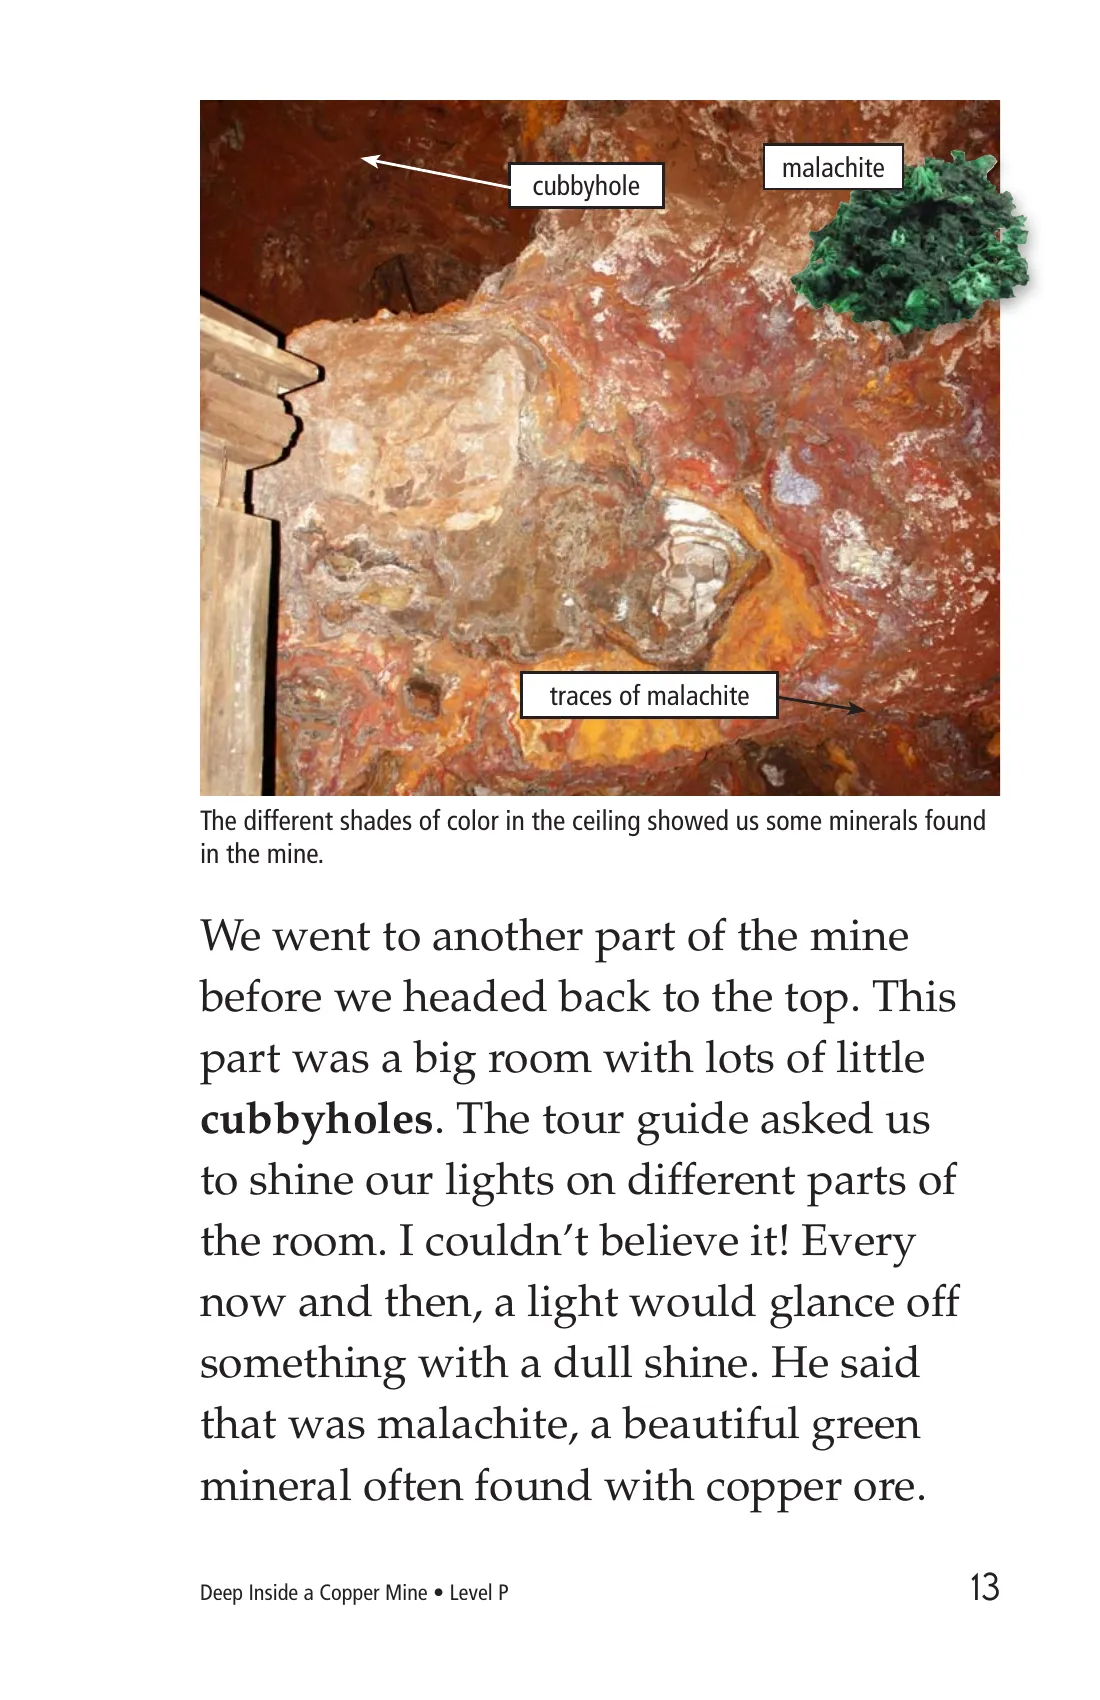 cubbyhole
malachite
traces of malachite
The different shades of color in the ceiling showed us some minerals found
in the mine.
We went to another part of the mine
before we headed back to the top. This
part was a big room with lots of little
cubbyholes. The tour guide asked us
to shine our lights on different parts of
the room. I couldn’t believe it! Every
now and then, a light would glance off
something with a dull shine. He said
that was malachite, a beautiful green
mineral often found with copper ore.
Deep Inside a Copper Mine • Level P
13